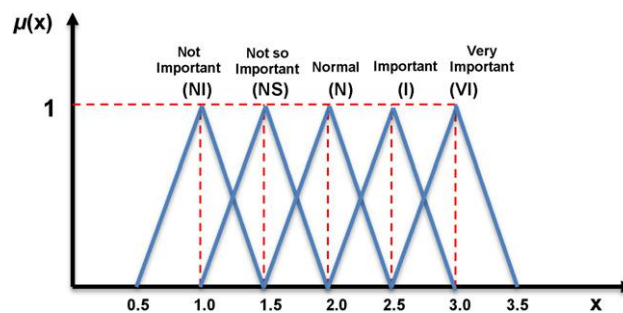 μ(x)
Not
Important
(NI)
Not so
Important
(NS)
Normal
(N)
Important
(I)
Very
Important
(VI)
1
0.5 1.0 1.5 2.0 2.5 3.0 3.5 x